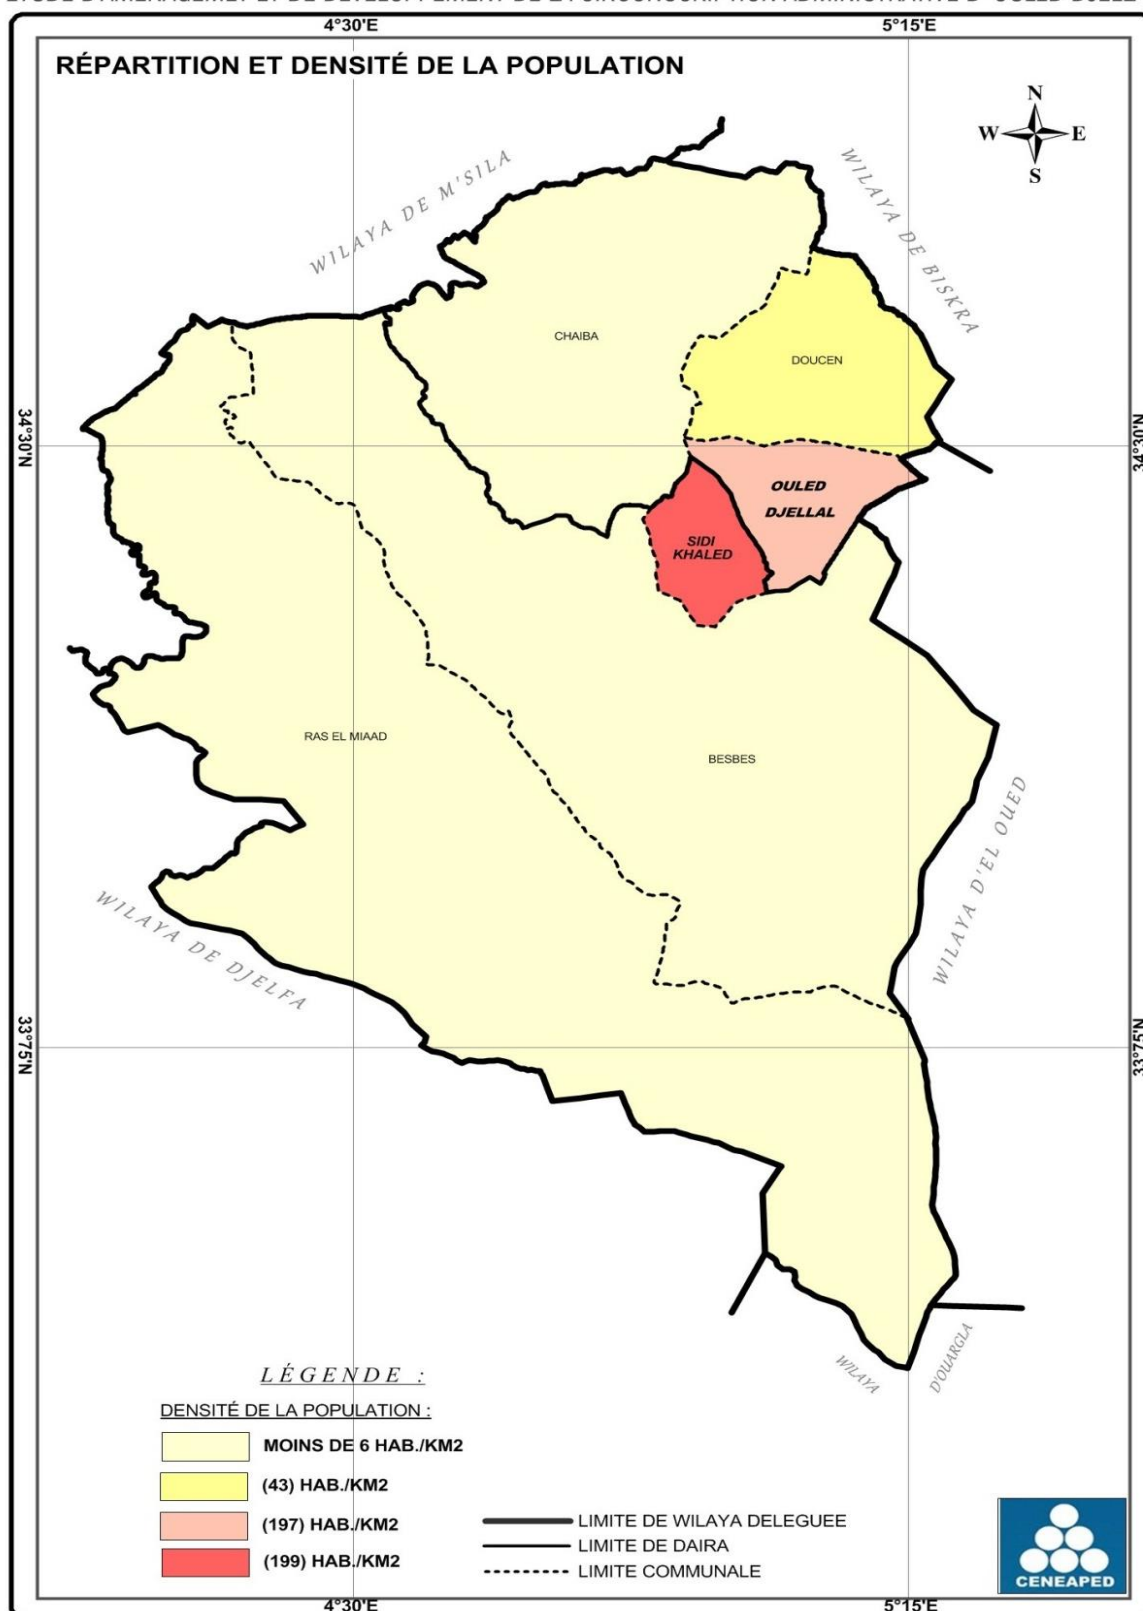 4°30'E
5°15'E
RÉPARTITION ET DENSITÉ DE LA POPULATION
N
W E
S
WILAYA DE M'SILA
WILAYA DE BISKRA
CHAIBA
DOUCEN
34°30'N
34°30'N
OULED
DJELLAL
SIDI
KHALED
RAS EL MIAAD
BESBES
WILAYA D'EL OUED
WILAYA DE DJELFA
33°75'N
33°75'N
WILAYA
D'OUARGLA
LÉGENDE :
DENSITÉ DE LA POPULATION :
MOINS DE 6 HAB./KM2
(43) HAB./KM2
(197) HAB./KM2
(199) HAB./KM2
LIMITE DE WILAYA DELEGUEE
LIMITE DE DAIRA
LIMITE COMMUNALE
CENEAPED
4°30'E
5°15'E